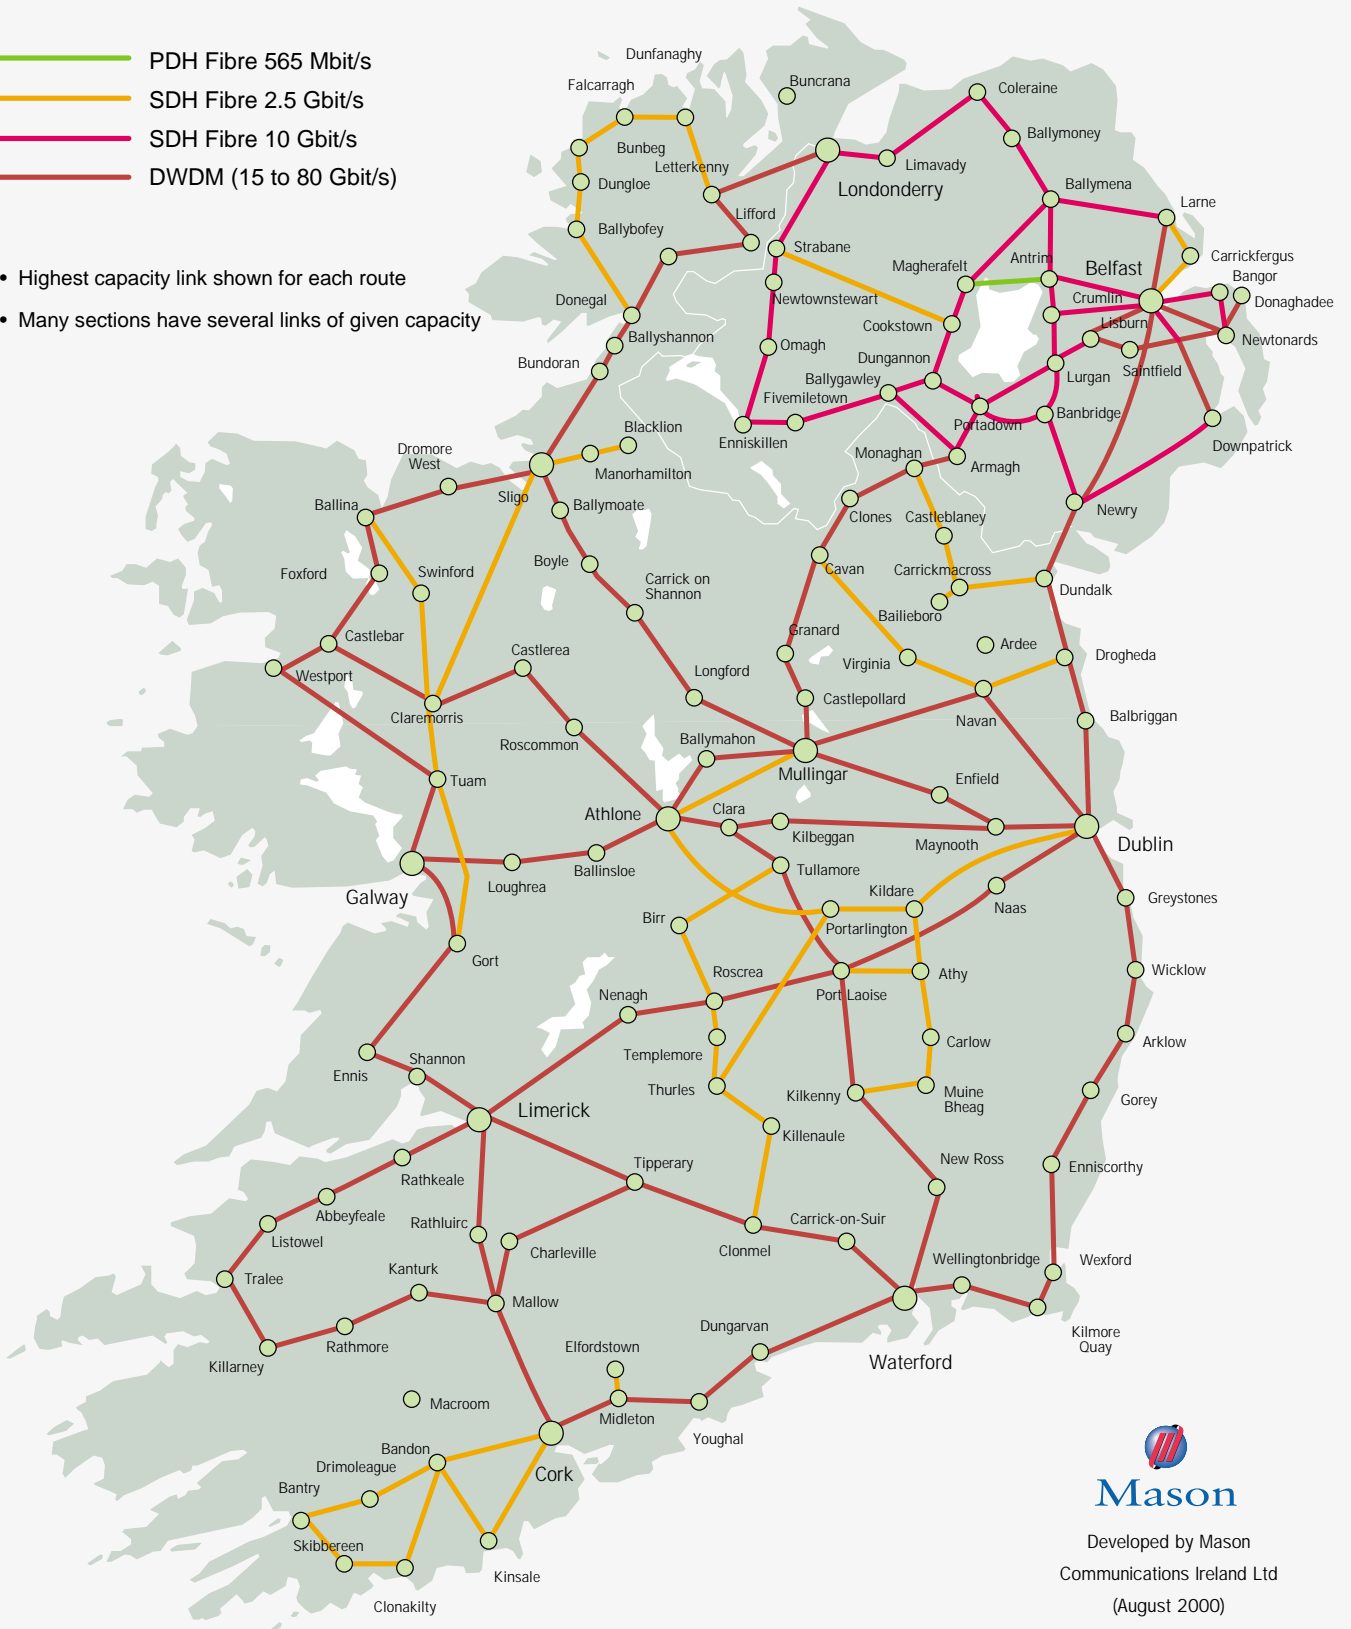 PDH Fibre 565 Mbit/s
SDH Fibre 2.5 Gbit/s
SDH Fibre 10 Gbit/s
DWDM (15 to 80 Gbit/s)
• Highest capacity link shown for each route
• Many sections have several links of given capacity
Dunfanaghy
Falcarragh
Buncrana
Coleraine
Bunbeg
Letterkenny
Ballymoney
Limavady
Londonderry
Dungloe
Ballymena
Larne
Lifford
Ballybofey
Strabane
Magherafelt
Antrim
Belfast
Carrickfergus
Bangor
Donaghadee
Donegal
Newtownstewart
Crumlin
Cookstown
Lisburn
Newtonards
Ballyshannon
Omagh
Bundoran
Dungannon
Saintfield
Ballygawley
Lurgan
Fivemiletown
Banbridge
Portadown
Blacklion
Enniskillen
Downpatrick
Dromore
West
Manorhamilton
Monaghan
Armagh
Sligo
Ballina
Ballymoate
Clones
Castleblaney
Newry
Boyle
Foxford
Swinford
Carrick on
Shannon
Cavan
Carrickmacross
Dundalk
Bailieboro
Castlebar
Granard
Ardee
Castlerea
Virginia
Drogheda
Westport
Longford
Castlepollard
Claremorris
Navan
Balbriggan
Roscommon
Ballymahon
Mullingar
Tuam
Enfield
Athlone
Clara
Kilbeggan
Maynooth
Dublin
Loughrea
Ballinsloe
Tullamore
Galway
Kildare
Naas
Greystones
Birr
Portarlington
Gort
Roscrea
Athy
Wicklow
Nenagh
Port Laoise
Carlow
Arklow
Shannon
Templemore
Ennis
Thurles
Kilkenny
Muine
Bheag
Gorey
Limerick
Killenaule
Tipperary
New Ross
Enniscorthy
Rathkeale
Abbeyfeale
Rathluirc
Carrick-on-Suir
Listowel
Charleville
Clonmel
Wellingtonbridge
Wexford
Tralee
Kanturk
Mallow
Dungarvan
Kilmore
Quay
Rathmore
Elfordstown
Killarney
Waterford
Macroom
Midleton
Youghal
Bandon
Drimoleague
Cork
Bantry
Skibbereen
Kinsale
Clonakilty
Mason
Developed by Mason
Communications Ireland Ltd
(August 2000)